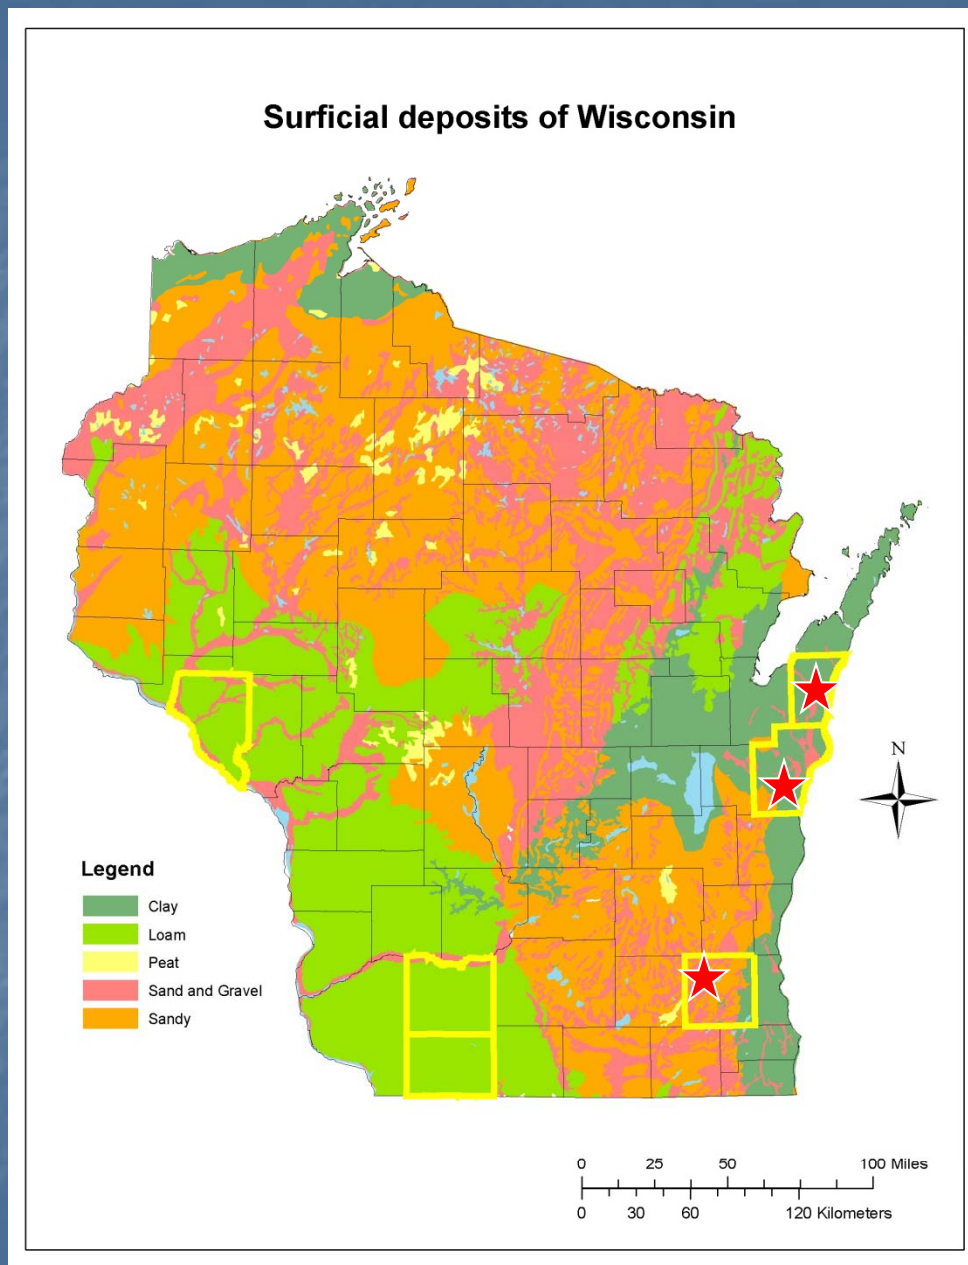 Surficial deposits of Wisconsin
N
Legend
Clay
Loam
Peat
Sand and Gravel
Sandy
0 25 50 100 Miles
0 30 60 120 Kilometers